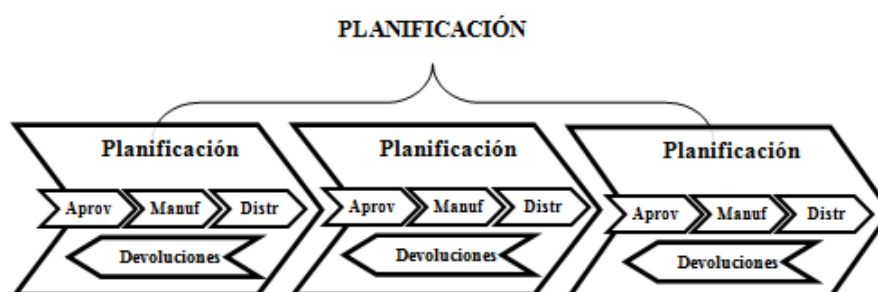 PLANIFICACIÓN
Planificación
Aprov Manuf Distr
Devoluciones
Planificación
Aprov Manuf Distr
Devoluciones
Planificación
Aprov Manuf Distr
Devoluciones